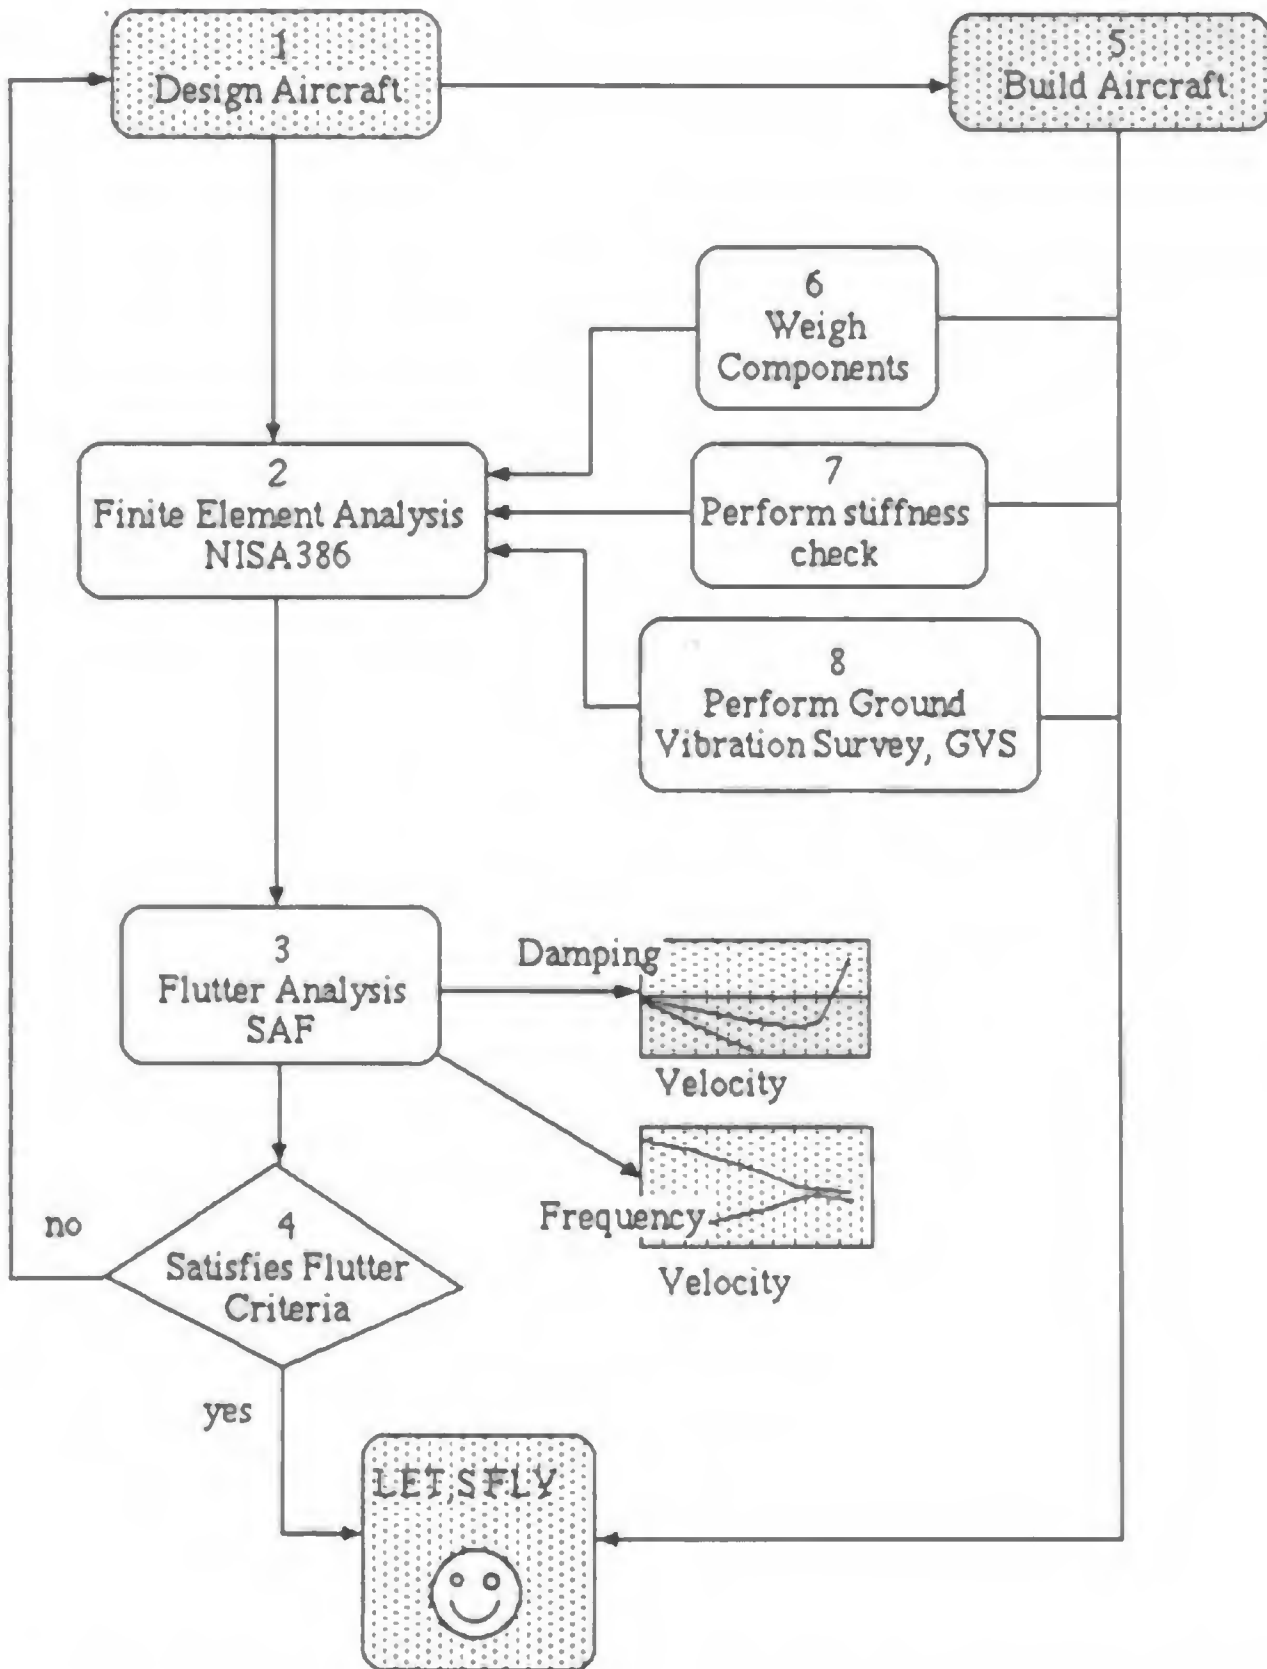 1
Design Aircraft
5
Build Aircraft
6
Weigh
Components
2
Finite Element Analysis
NISA386
7
Perform stiffness
check
8
Perform Ground
Vibration Survey, GVS
3
Flutter Analysis
SAF
Damping
Velocity
Frequency
Velocity
no
4
Satisfies Flutter
Criteria
yes
LET,S FLY